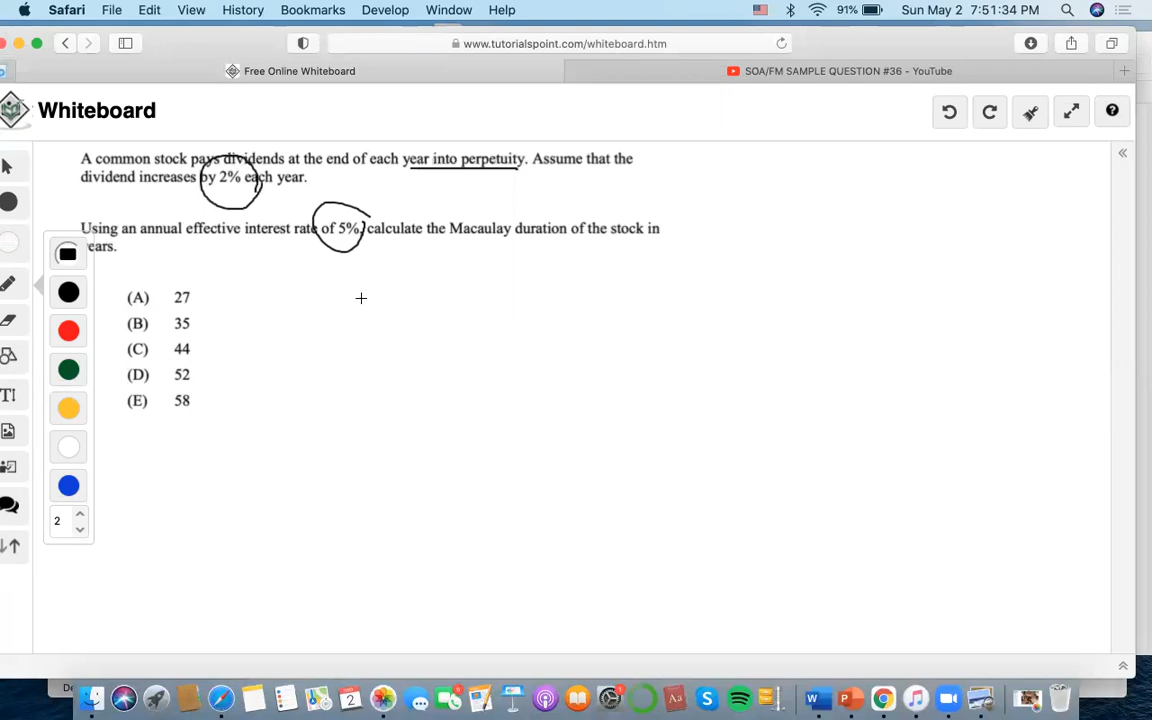 Safari File Edit View History Bookmarks Develop Window Help 91% Sun May 2 7:51:34 PM
www.tutorialspoint.com/whiteboard.htm
Free Online Whiteboard SOA/FM SAMPLE QUESTION #36 - YouTube
Whiteboard
A common stock pays dividends at the end of each year into perpetuity. Assume that the
dividend increases by 2% each year.
Using an annual effective interest rate of 5%, calculate the Macaulay duration of the stock in
ears.
(A) 27
(B) 35
(C) 44
(D) 52
(E) 58
TI
2
De